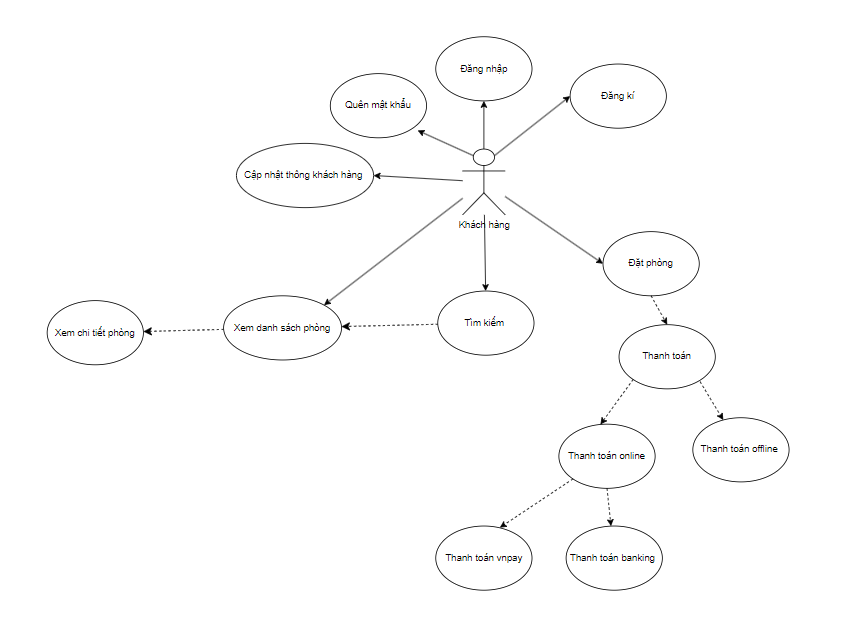 Đăng nhập
Đăng kí
Quên mật khẩu
Cập nhật thông khách hàng
Khách hàng
Đặt phòng
Xem chi tiết phòng
Xem danh sách phòng
Tìm kiếm
Thanh toán
Thanh toán online
Thanh toán offline
Thanh toán vnpay
Thanh toán banking